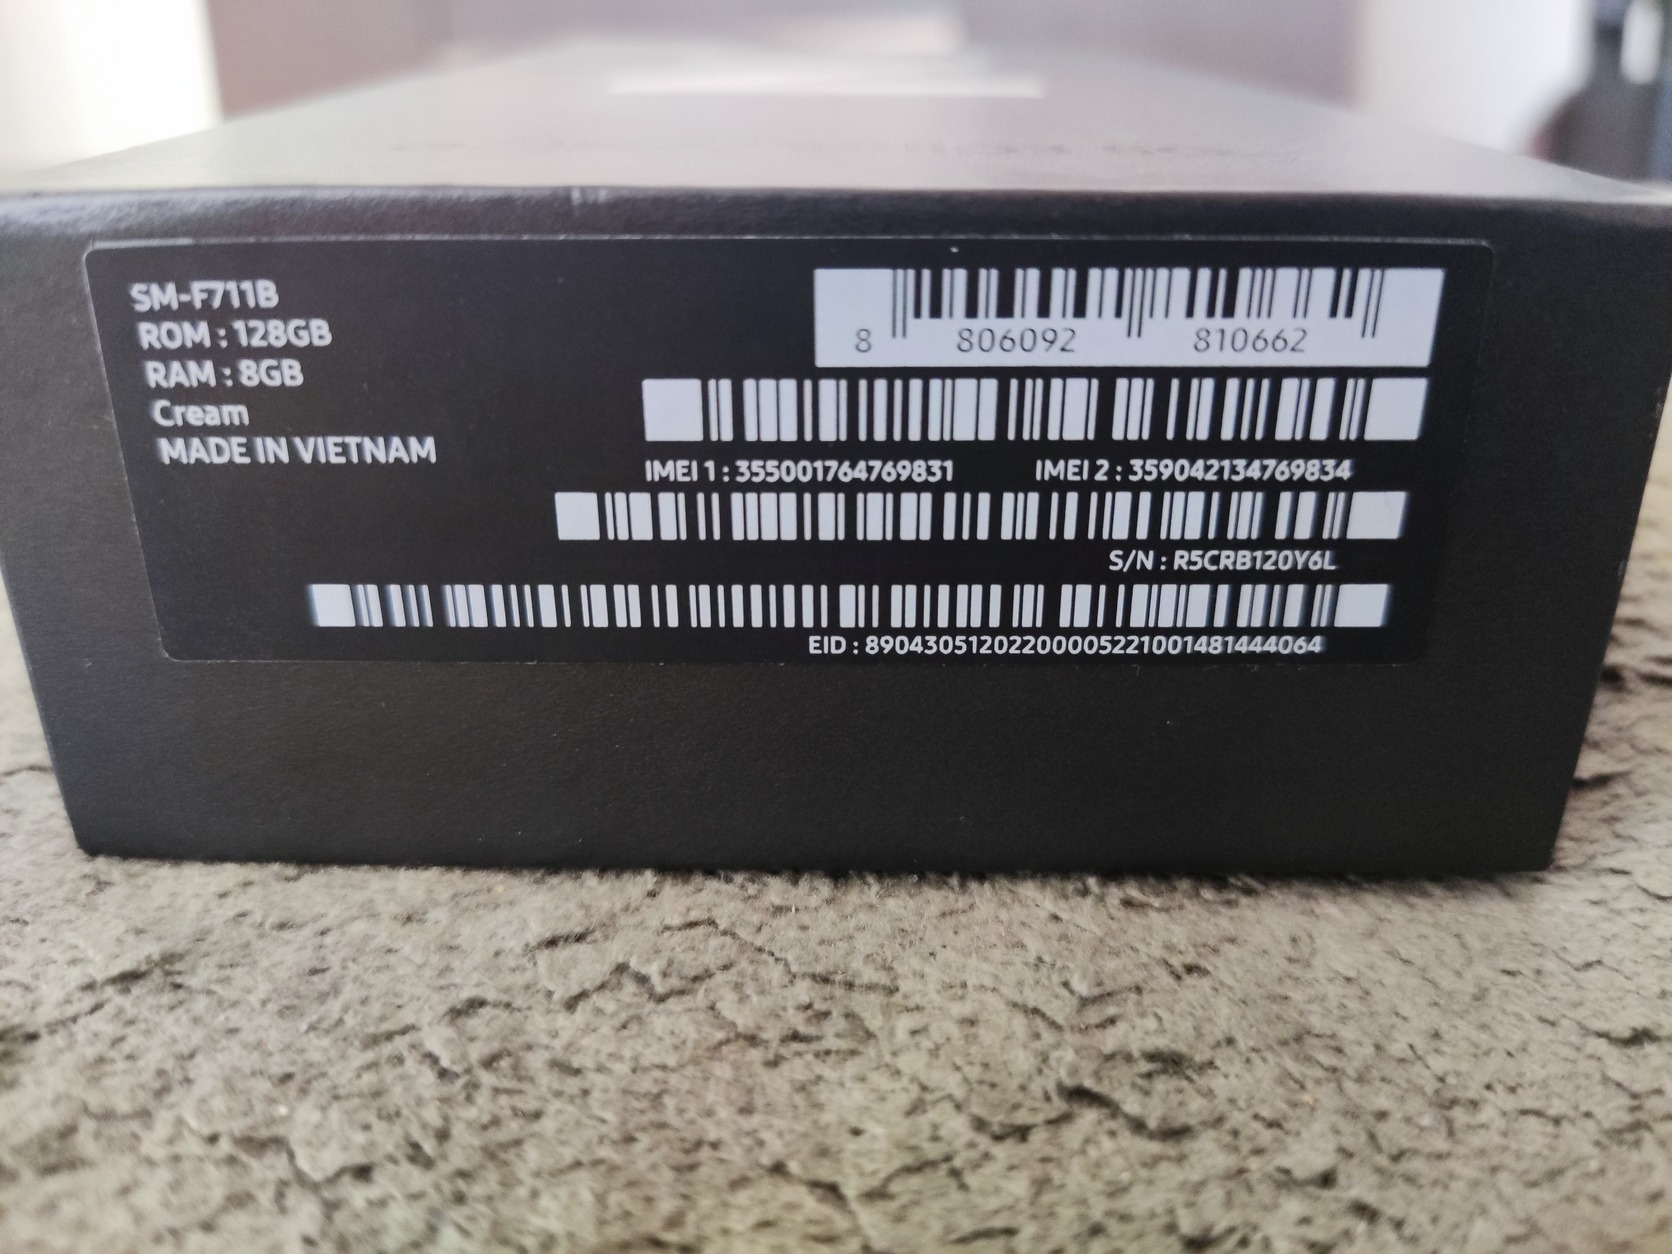 SM-F711B
ROM : 128GB
RAM : 8GB
Cream
MADE IN VIETNAM
8 806092 810662
IMEI 1 : 355001764769831 IMEI 2 : 359042134769834
S/N : R5CRB120Y6L
EID : 89043051202200005221001481444064